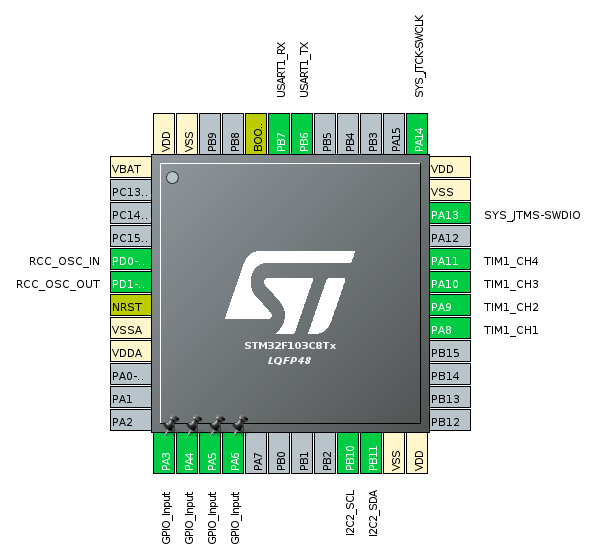 USART1_RX
USART1_TX
SYS_JTCK-SWCLK
VDD
VSS
PB9
PB8
BOO..
PB7
PB6
PB5
PB4
PB3
PA15
PA14
VBAT
PC13..
PC14..
PC15..
RCC_OSC_IN PD0-..
RCC_OSC_OUT PD1-..
NRST
VSSA
VDDA
PA0-..
PA1
PA2
VDD
VSS
PA13 SYS_JTMS-SWDIO
PA12
PA11 TIM1_CH4
PA10 TIM1_CH3
PA9 TIM1_CH2
PA8 TIM1_CH1
PB15
PB14
PB13
PB12
ST
STM32F103C8Tx
LQFP48
PA3
PA4
PA5
PA6
PA7
PB0
PB1
PB2
PB10
PB11
VSS
VDD
GPIO_Input
GPIO_Input
GPIO_Input
GPIO_Input
I2C2_SCL
I2C2_SDA